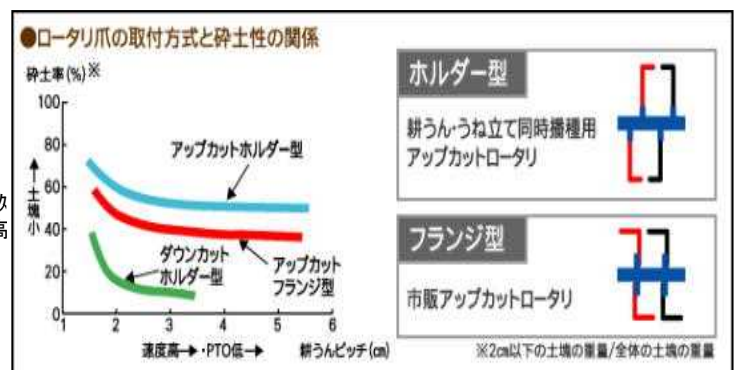 ●ロータリ爪の取付方式と砕土性の関係
砕土率(%)※
100
80
60
40
20
0
←土塊小
アップカットホルダー型
ダウンカット
ホルダー型
アップカット
フランジ型
1 2 3 4 5 6
速度高→・PTO低→ 耕うんピッチ(cm)
高
ホルダー型
耕うん・うね立て同時播種用
アップカットロータリ
フランジ型
市販アップカットロータリ
※2cm以下の土塊の重量/全体の土塊の重量